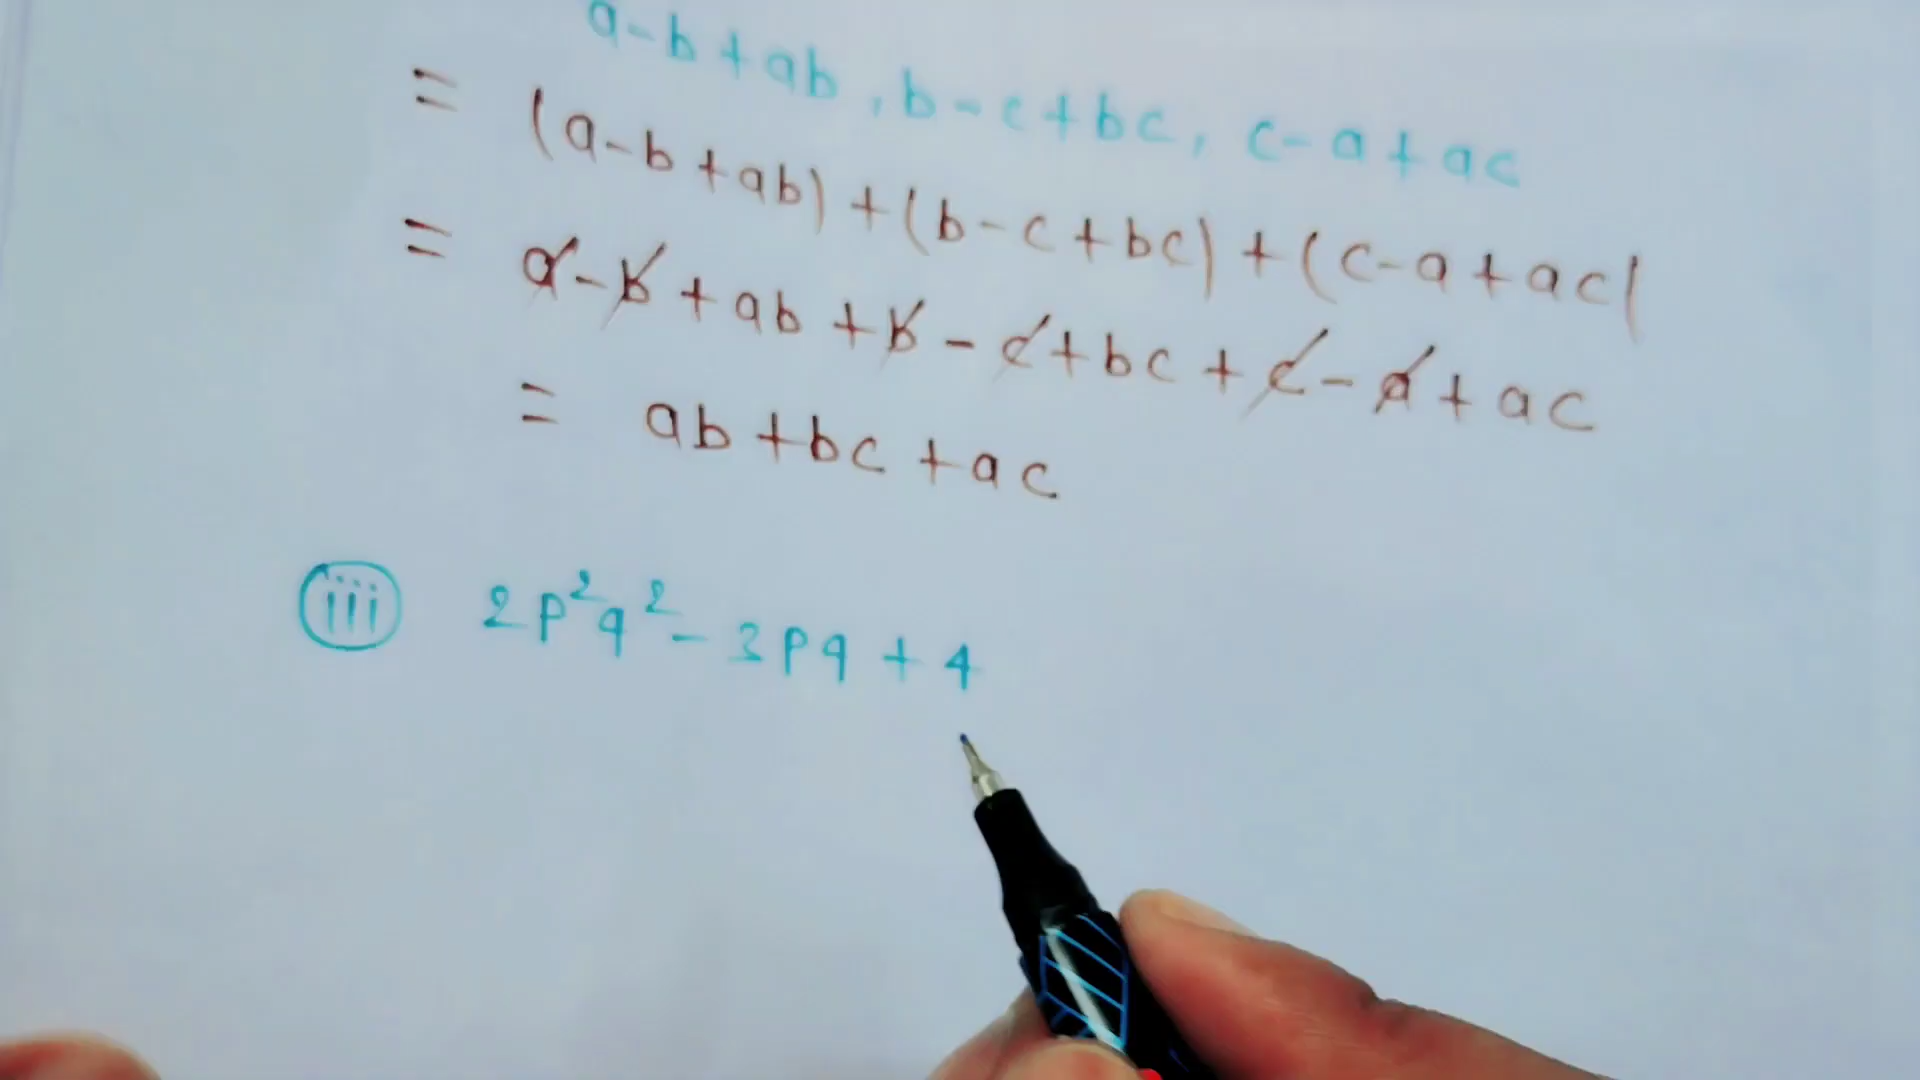 a-b+ab, b-c+bc, c-a+ac
= (a-b+ab)+(b-c+bc)+(c-a+ac(
= a-b+ab+b-c+bc+c-a+ac
= ab+bc+ac
iii 2p²q²-3pq+4